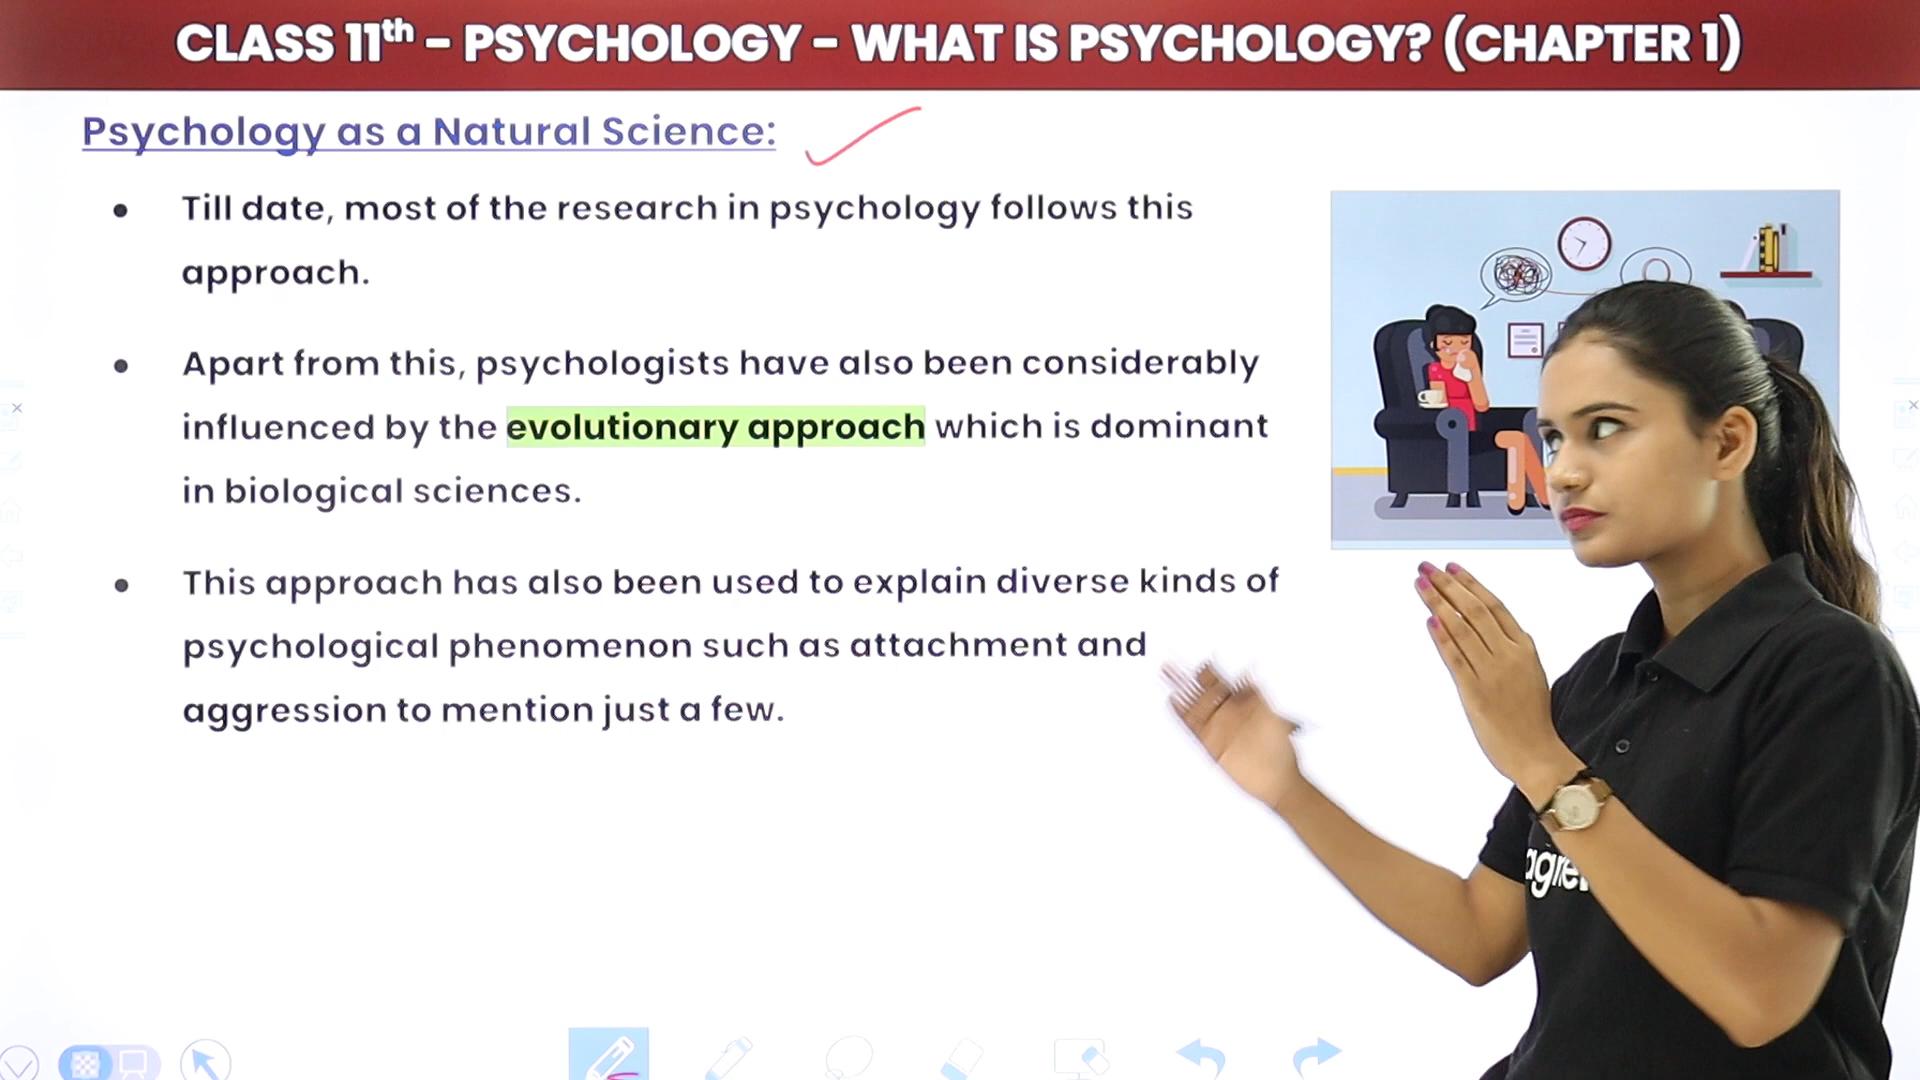 CLASS 11th - PSYCHOLOGY - WHAT IS PSYCHOLOGY? (CHAPTER 1)
Psychology as a Natural Science:
• Till date, most of the research in psychology follows this
approach.
• Apart from this, psychologists have also been considerably
influenced by the evolutionary approach which is dominant
in biological sciences.
• This approach has also been used to explain diverse kinds of
psychological phenomenon such as attachment and
aggression to mention just a few.